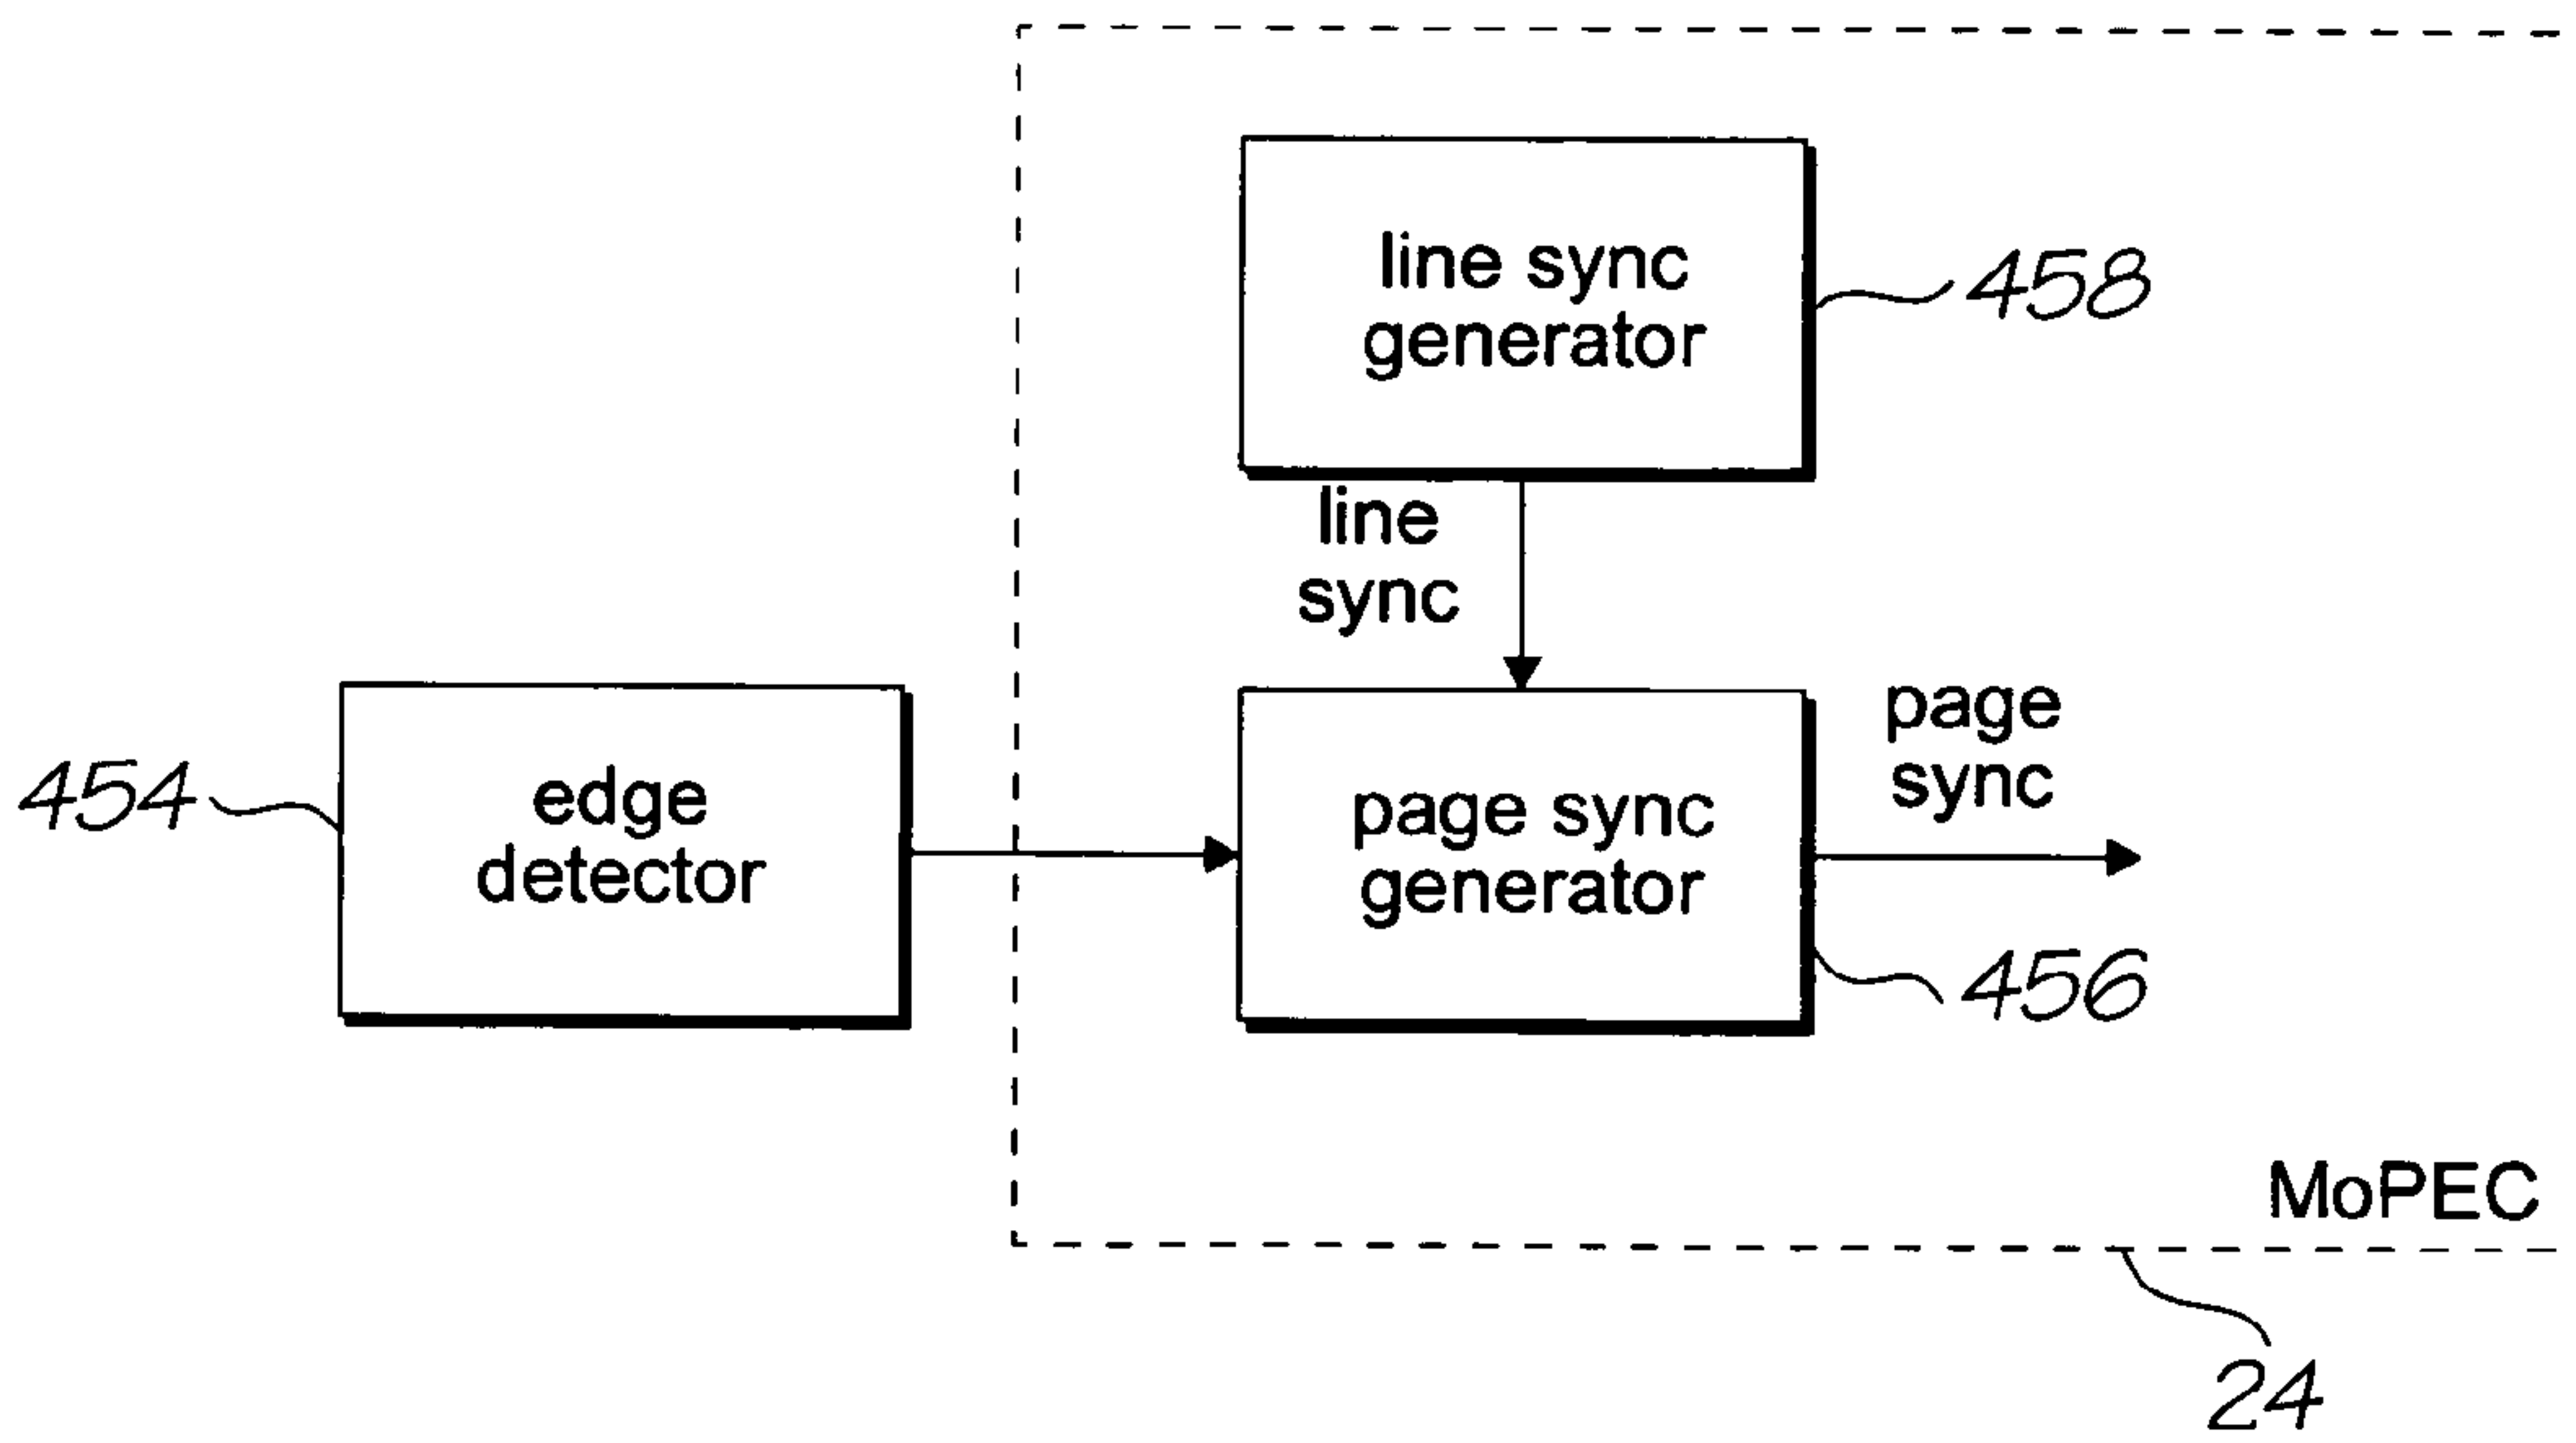 line sync
generator
458
line
sync
454
edge
detector
page sync
generator
page
sync
456
MoPEC
24